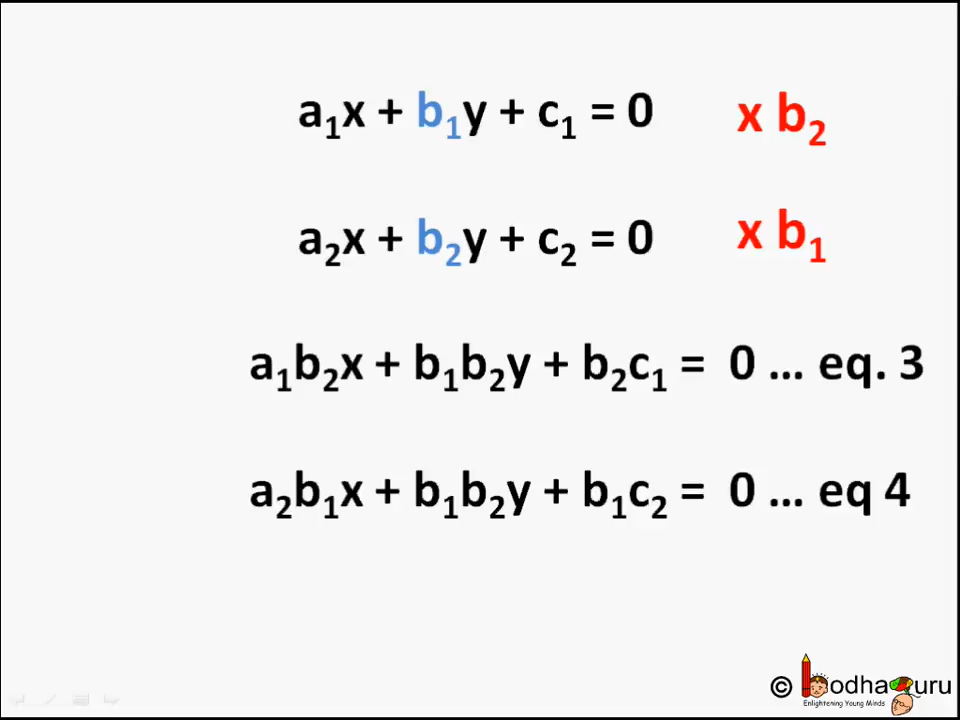 a₁x + b₁y + c₁ = 0 x b₂
a₂x + b₂y + c₂ = 0 x b₁
a₁b₂x + b₁b₂y + b₂c₁ = 0 ... eq. 3
a₂b₁x + b₁b₂y + b₁c₂ = 0 ... eq 4
© bodhaguru
Enlightening Young Minds